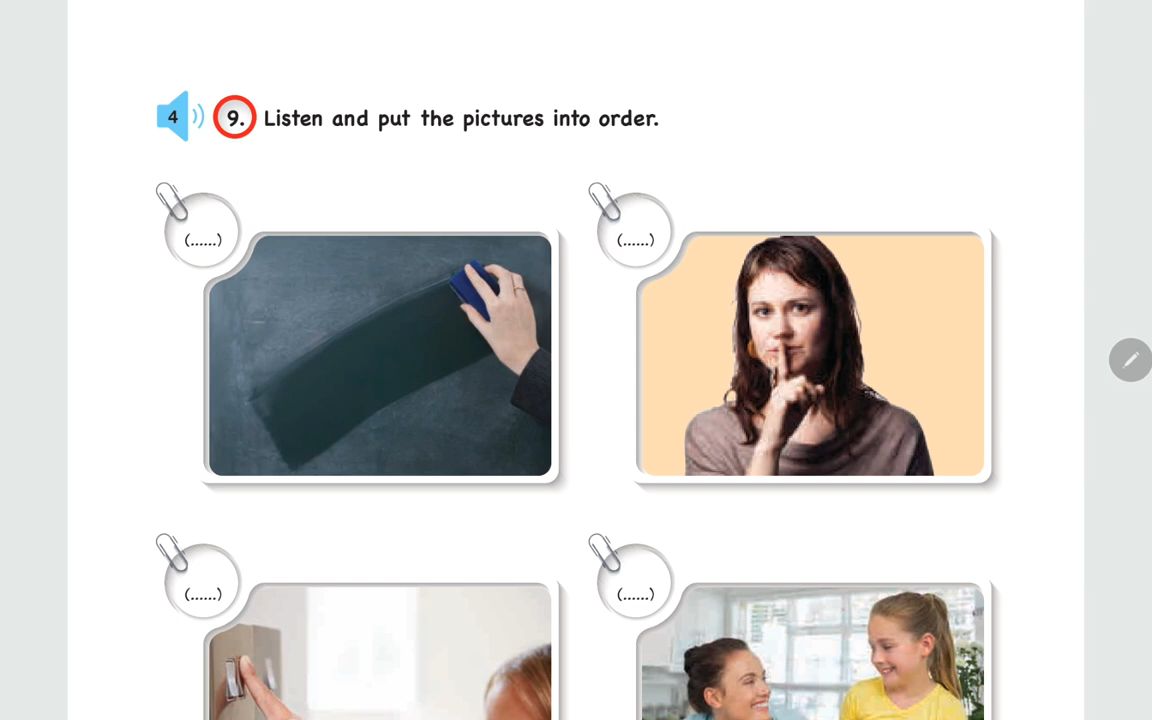 4 9. Listen and put the pictures into order.
(......) (......)
(......) (......)